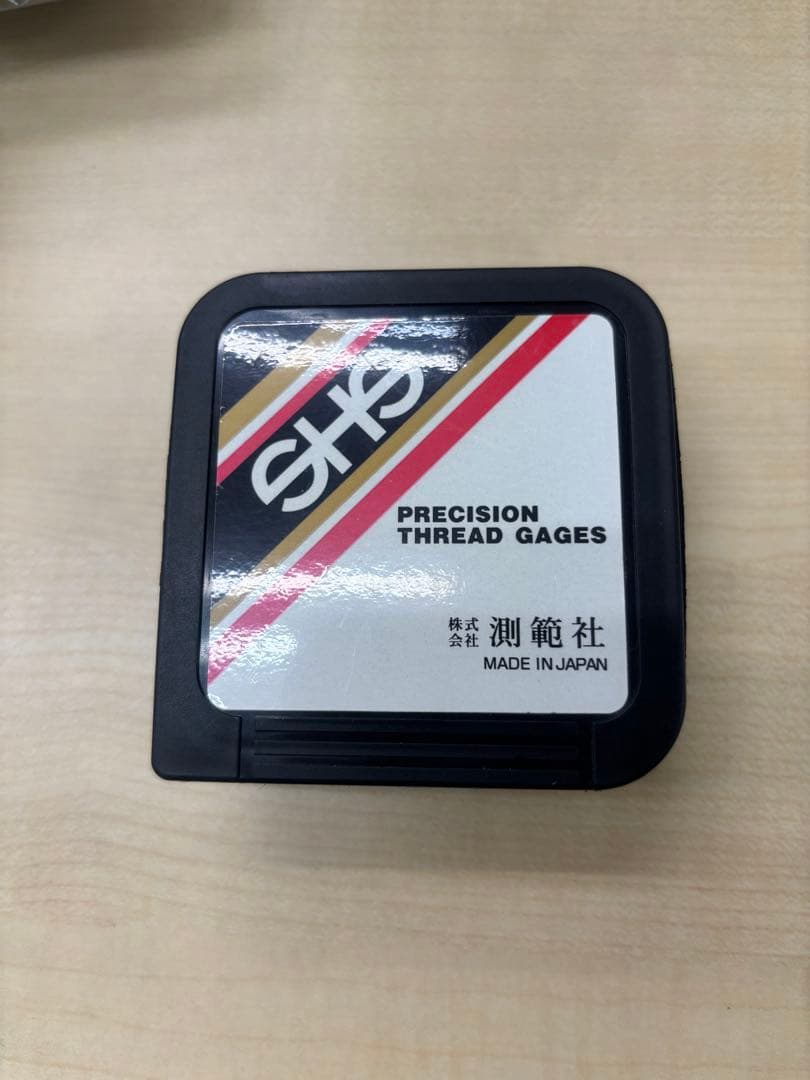 SHS
PRECISION
THREAD GAGES
株式会社 測範社
MADE IN JAPAN